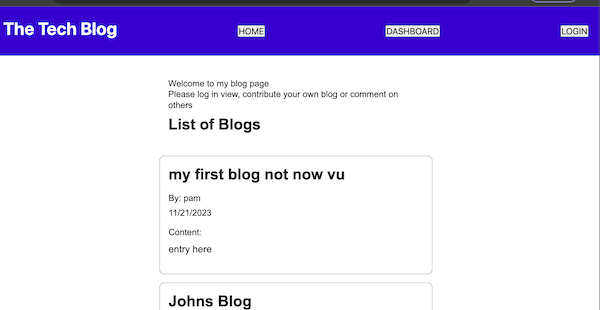 The Tech Blog
HOME
DASHBOARD
LOGIN
Welcome to my blog page
Please log in view, contribute your own blog or comment on
others
List of Blogs
my first blog not now vu
By: pam
11/21/2023
Content:
entry here
Johns Blog